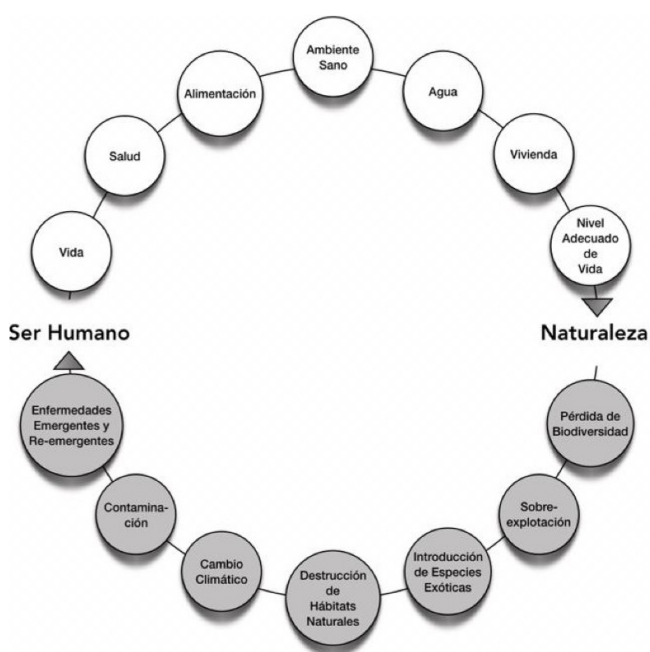 Ambiente
Sano
Alimentación
Agua
Salud
Vivienda
Vida
Nivel
Adecuado
de
Vida
Ser Humano
Naturaleza
Enfermedades
Emergentes y
Re-emergentes
Pérdida de
Biodiversidad
Contamina-
ción
Sobre-
explotación
Cambio
Climático
Destrucción
de
Hábitats
Naturales
Introducción
de Especies
Exóticas